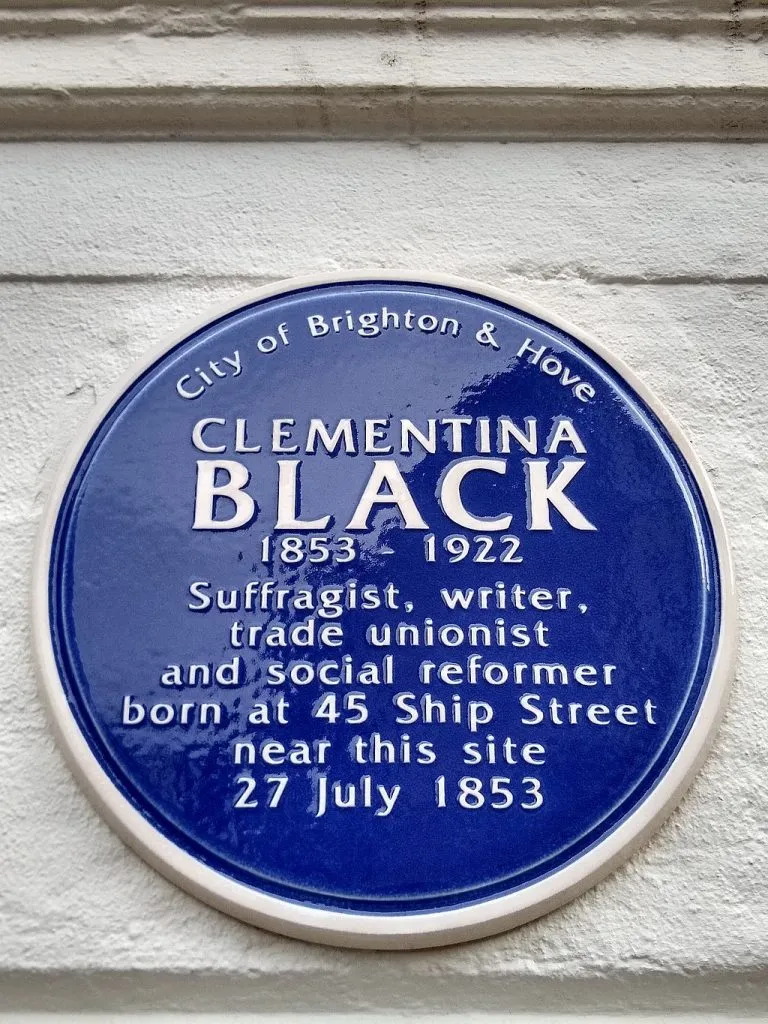 City of Brighton & Hove
CLEMENTINA
BLACK
1853 - 1922
Suffragist, writer,
trade unionist
and social reformer
born at 45 Ship Street
near this site
27 July 1853